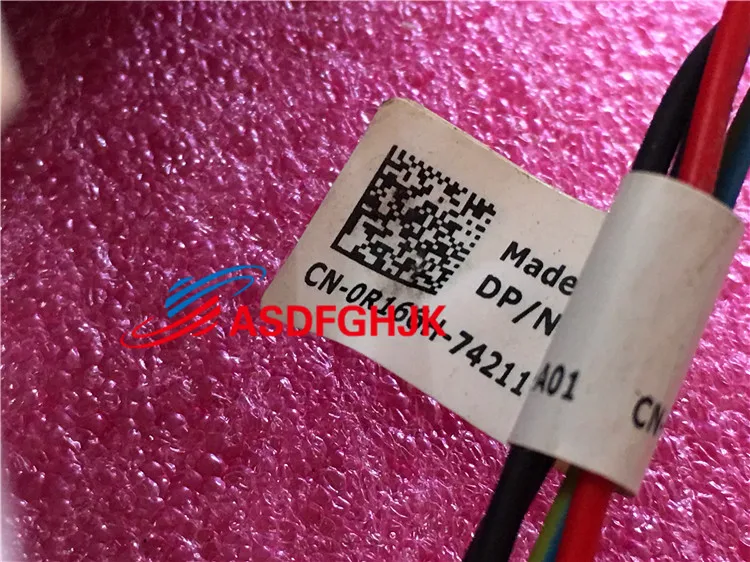 Made
DP/N
CN-0R16 -74211
A01
CN-
ASDFGHJK